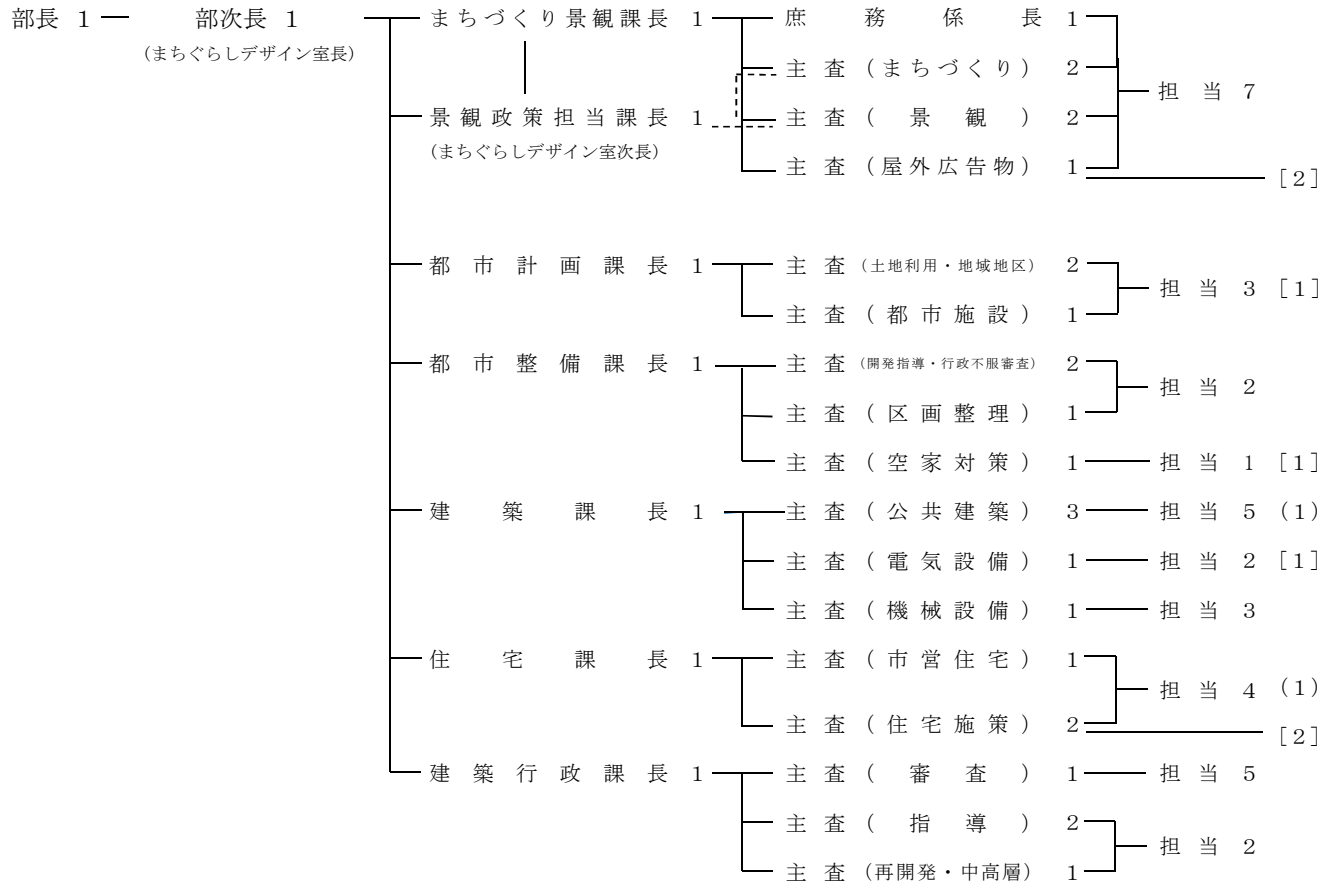 部長 1 部次長 1 まちづくり景観課長 1 庶務係長 1
(まちぐらしデザイン室長)
主査(まちづくり) 2
担当 7
景観政策担当課長 1 主査(景観) 2
(まちぐらしデザイン室次長)
主査(屋外広告物) 1
[2]
都市計画課長 1 主査(土地利用・地域地区) 2
担当 3 [1]
主査(都市施設) 1
都市整備課長 1 主査(開発指導・行政不服審査) 2
担当 2
主査(区画整理) 1
主査(空家対策) 1 担当 1 [1]
建築課長 1 主査(公共建築) 3 担当 5 (1)
主査(電気設備) 1 担当 2 [1]
主査(機械設備) 1 担当 3
住宅課長 1 主査(市営住宅) 1
担当 4 (1)
主査(住宅施策) 2
[2]
建築行政課長 1 主査(審査) 1 担当 5
主査(指導) 2
担当 2
主査(再開発・中高層) 1